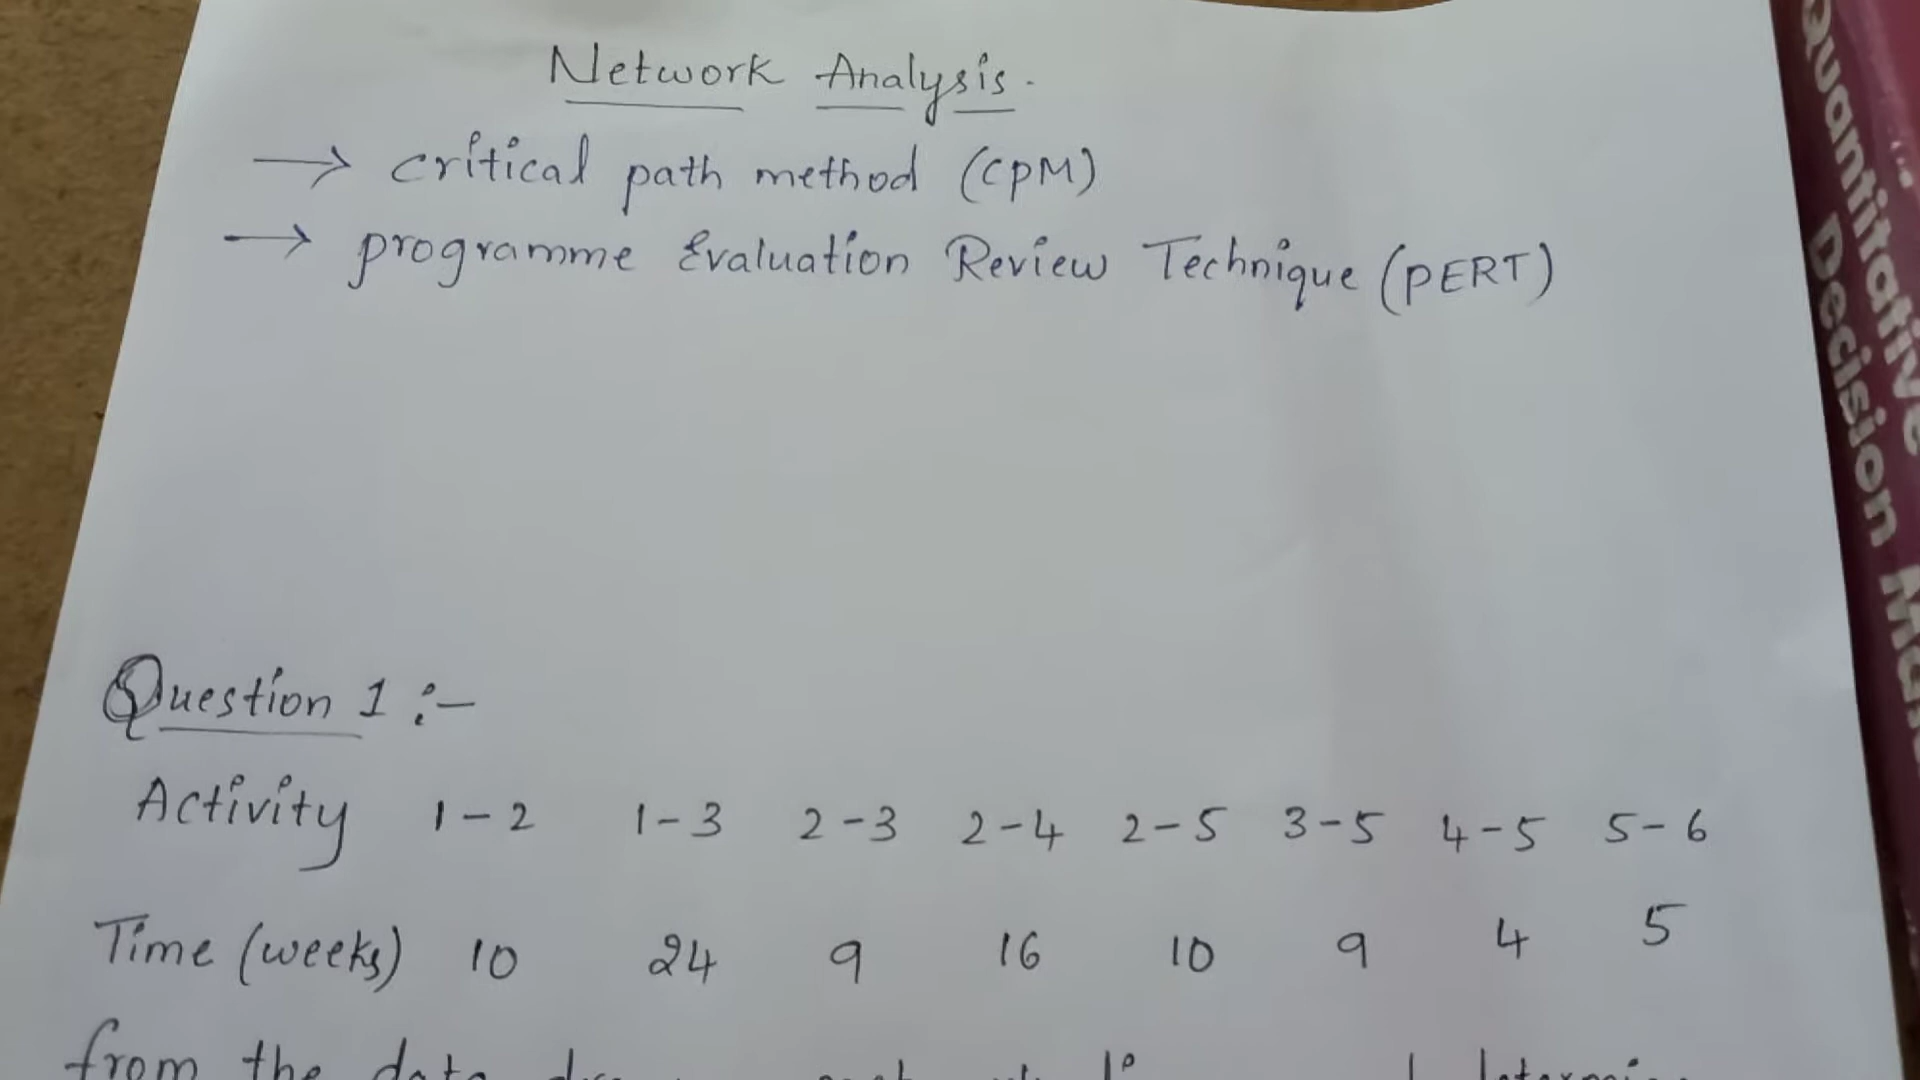 Network Analysis.
→ critical path method (CPM)
→ programme Evaluation Review Technique (PERT)
Question 1 :-
Activity 1-2 1-3 2-3 2-4 2-5 3-5 4-5 5-6
Time (weeks) 10 24 9 16 10 9 4 5
from the data
Quantitative
Decision